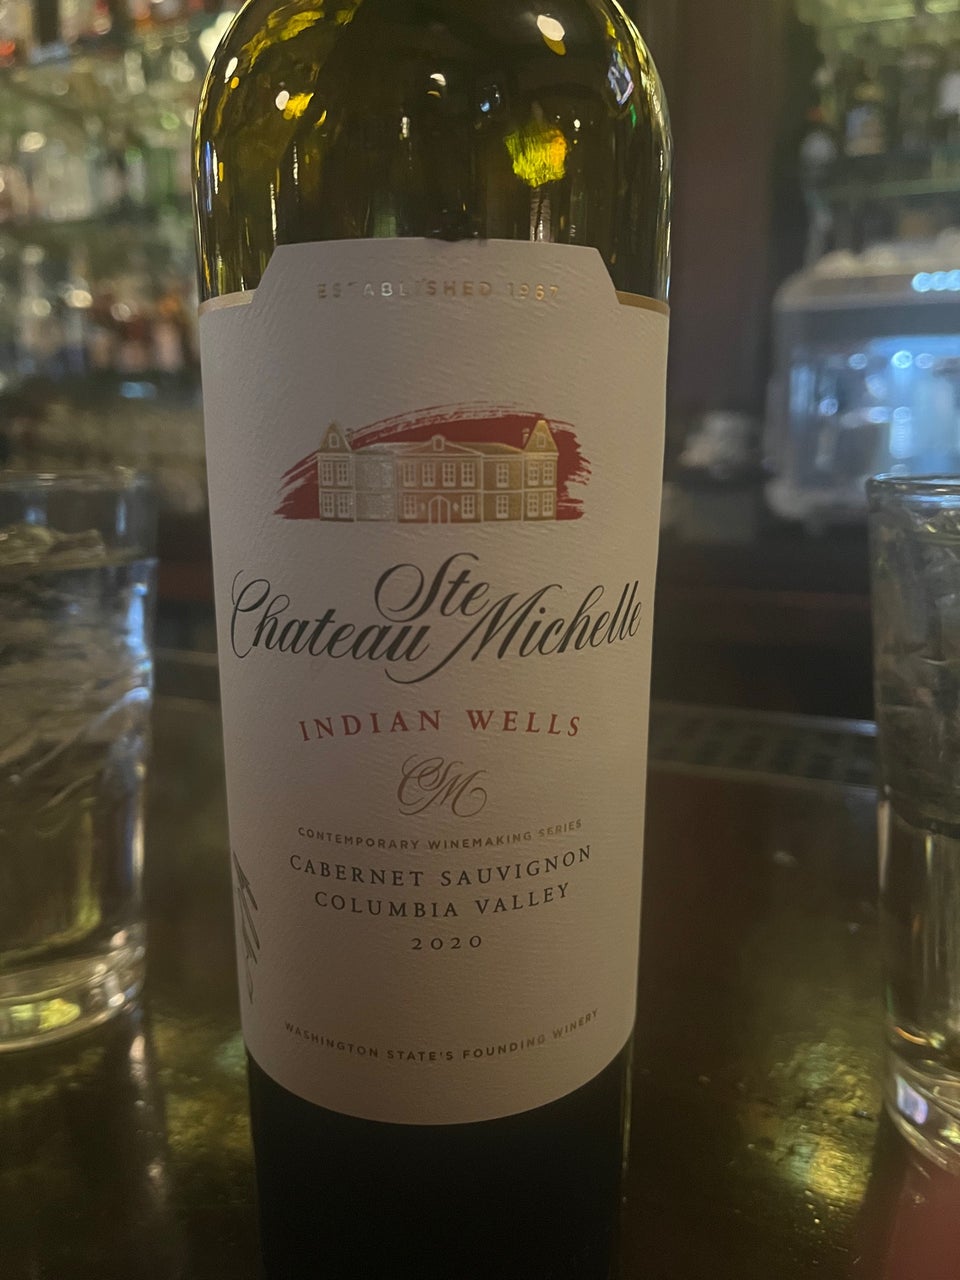 ESTABLISHED 1967
Chateau Ste Michelle
INDIAN WELLS
CSM
CONTEMPORARY WINEMAKING SERIES
CABERNET SAUVIGNON
COLUMBIA VALLEY
2020
WASHINGTON STATE'S FOUNDING WINERY